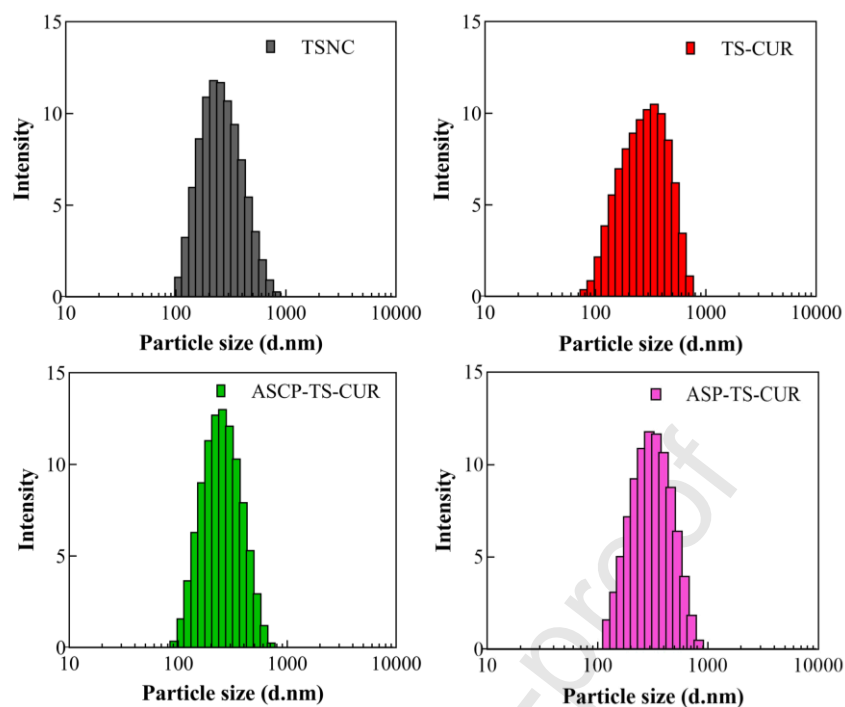 15
10
5
0
Intensity
TSNC
10 100 1000 10000
Particle size (d.nm)
15
10
5
0
Intensity
TS-CUR
10 100 1000 10000
Particle size (d.nm)
15
10
5
0
Intensity
ASCP-TS-CUR
10 100 1000 10000
Particle size (d.nm)
15
10
5
0
Intensity
ASP-TS-CUR
10 100 1000 10000
Particle size (d.nm)
-proof